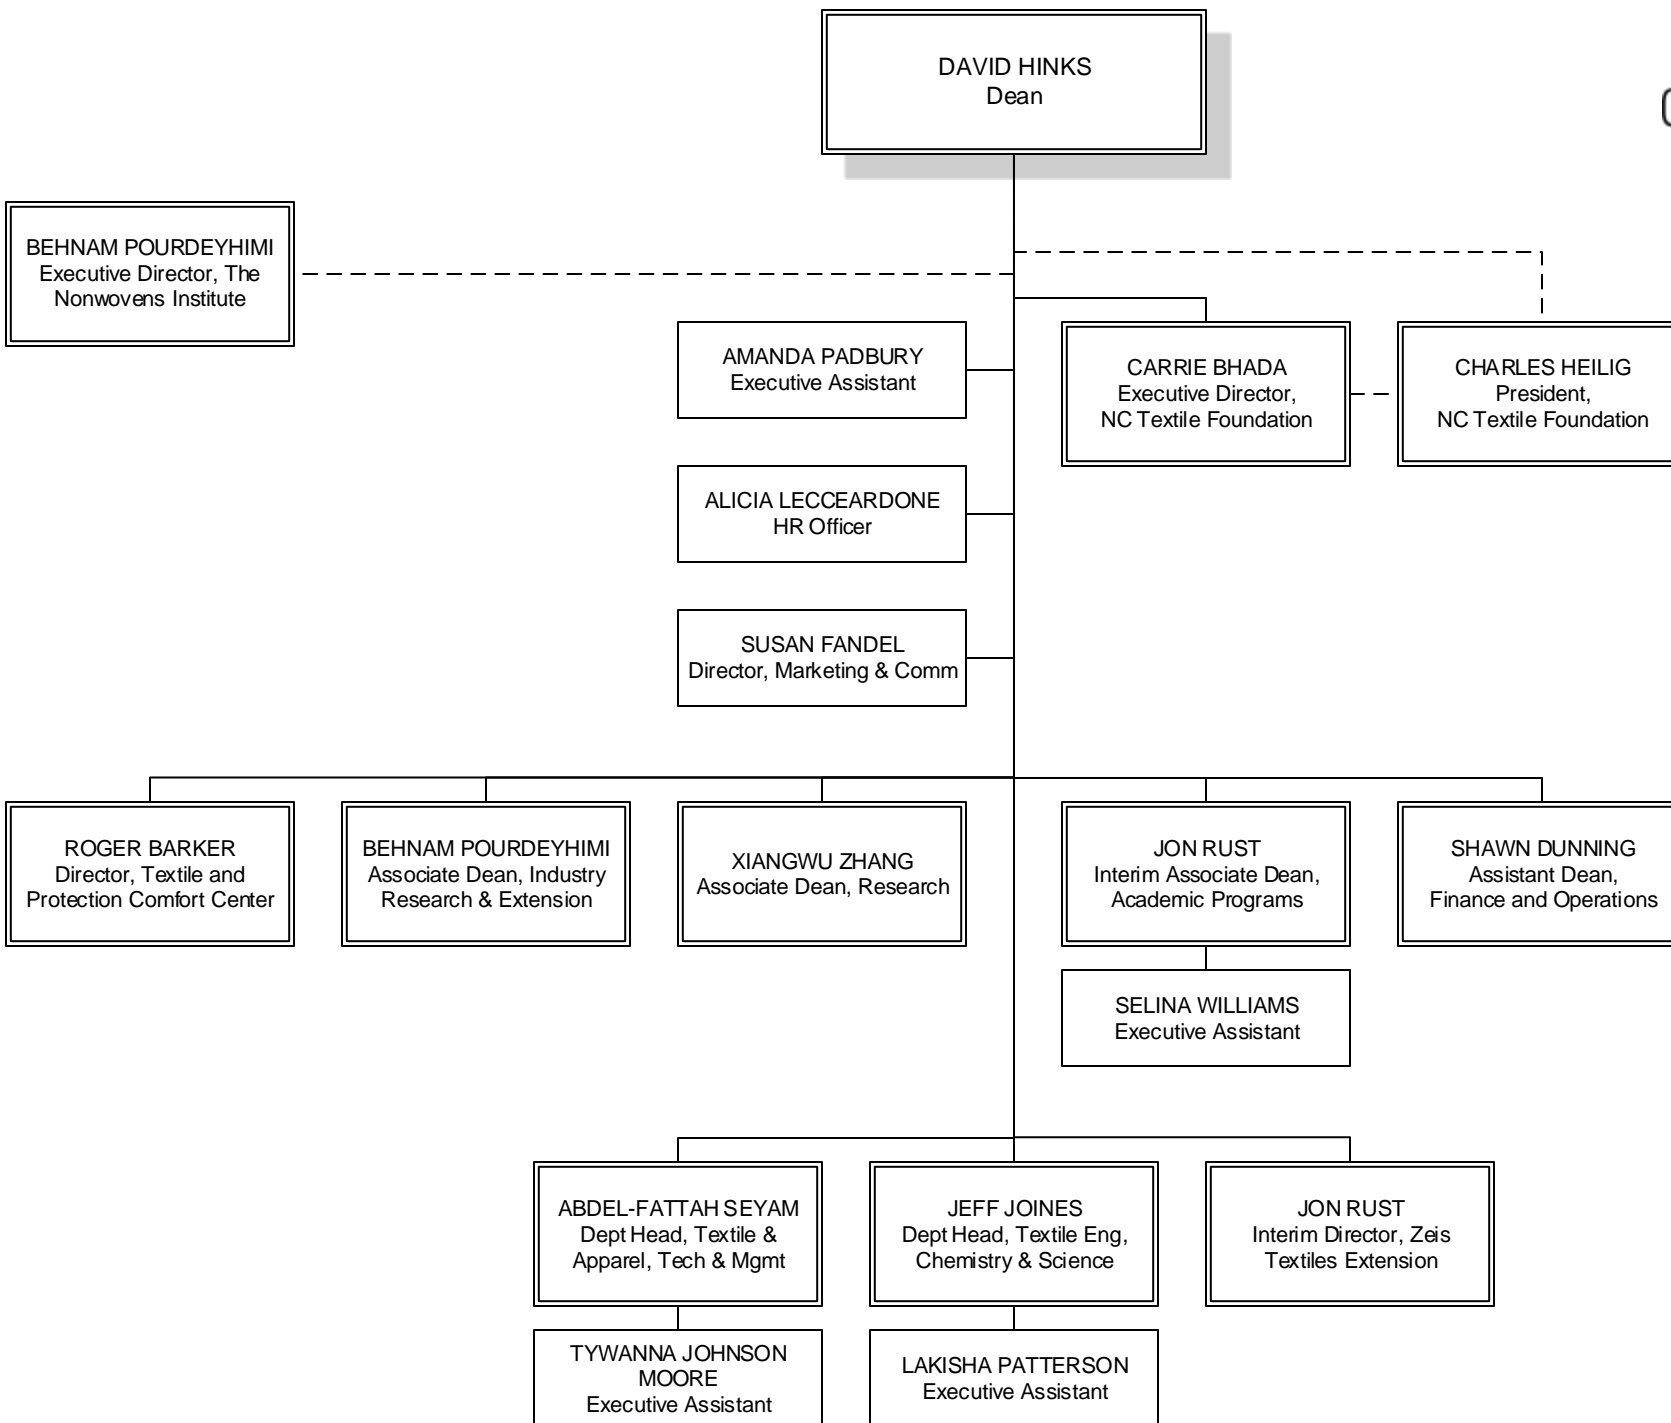 DAVID HINKS
Dean
BEHNAM POURDEYHIMI
Executive Director, The
Nonwovens Institute
AMANDA PADBURY
Executive Assistant
CARRIE BHADA
Executive Director,
NC Textile Foundation
CHARLES HEILIG
President,
NC Textile Foundation
ALICIA LECCEARDONE
HR Officer
SUSAN FANDEL
Director, Marketing & Comm
ROGER BARKER
Director, Textile and
Protection Comfort Center
BEHNAM POURDEYHIMI
Associate Dean, Industry
Research & Extension
XIANGWU ZHANG
Associate Dean, Research
JON RUST
Interim Associate Dean,
Academic Programs
SHAWN DUNNING
Assistant Dean,
Finance and Operations
SELINA WILLIAMS
Executive Assistant
ABDEL-FATTAH SEYAM
Dept Head, Textile &
Apparel, Tech & Mgmt
JEFF JOINES
Dept Head, Textile Eng,
Chemistry & Science
JON RUST
Interim Director, Zeis
Textiles Extension
TYWANNA JOHNSON
MOORE
Executive Assistant
LAKISHA PATTERSON
Executive Assistant